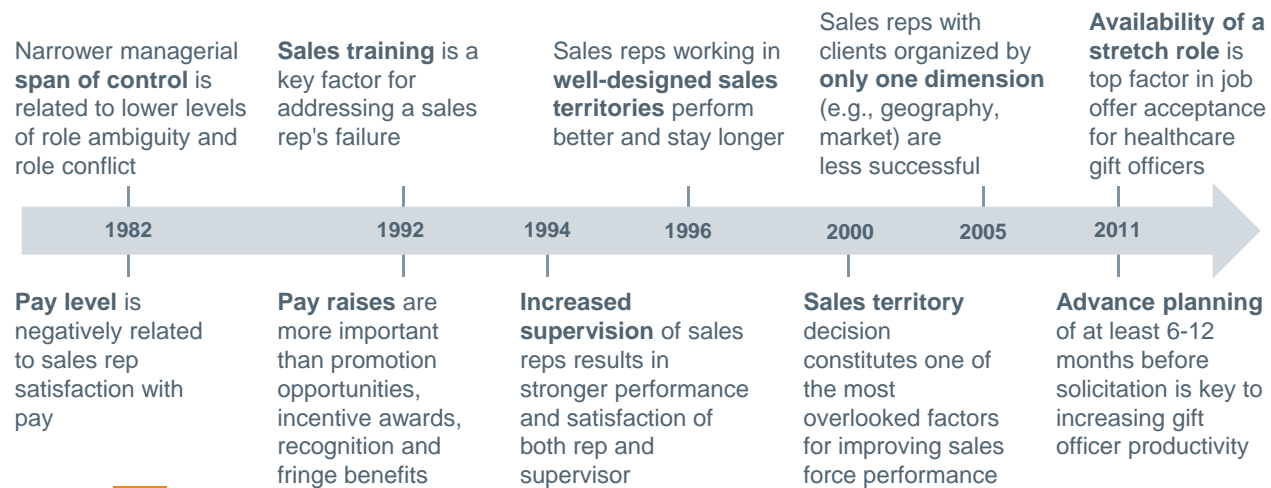 Narrower managerial
span of control is
related to lower levels
of role ambiguity and
role conflict
Sales training is a
key factor for
addressing a sales
rep's failure
Sales reps working in
well-designed sales
territories perform
better and stay longer
Sales reps with
clients organized by
only one dimension
(e.g., geography,
market) are
less successful
Availability of a
stretch role is
top factor in job
offer acceptance
for healthcare
gift officers
1982 1992 1994 1996 2000 2005 2011
Pay level is
negatively related
to sales rep
satisfaction with
pay
Pay raises are
more important
than promotion
opportunities,
incentive awards,
recognition and
fringe benefits
Increased
supervision of sales
reps results in
stronger performance
and satisfaction of
both rep and
supervisor
Sales territory
decision
constitutes one of
the most
overlooked factors
for improving sales
force performance
Advance planning
of at least 6-12
months before
solicitation is key to
increasing gift
officer productivity